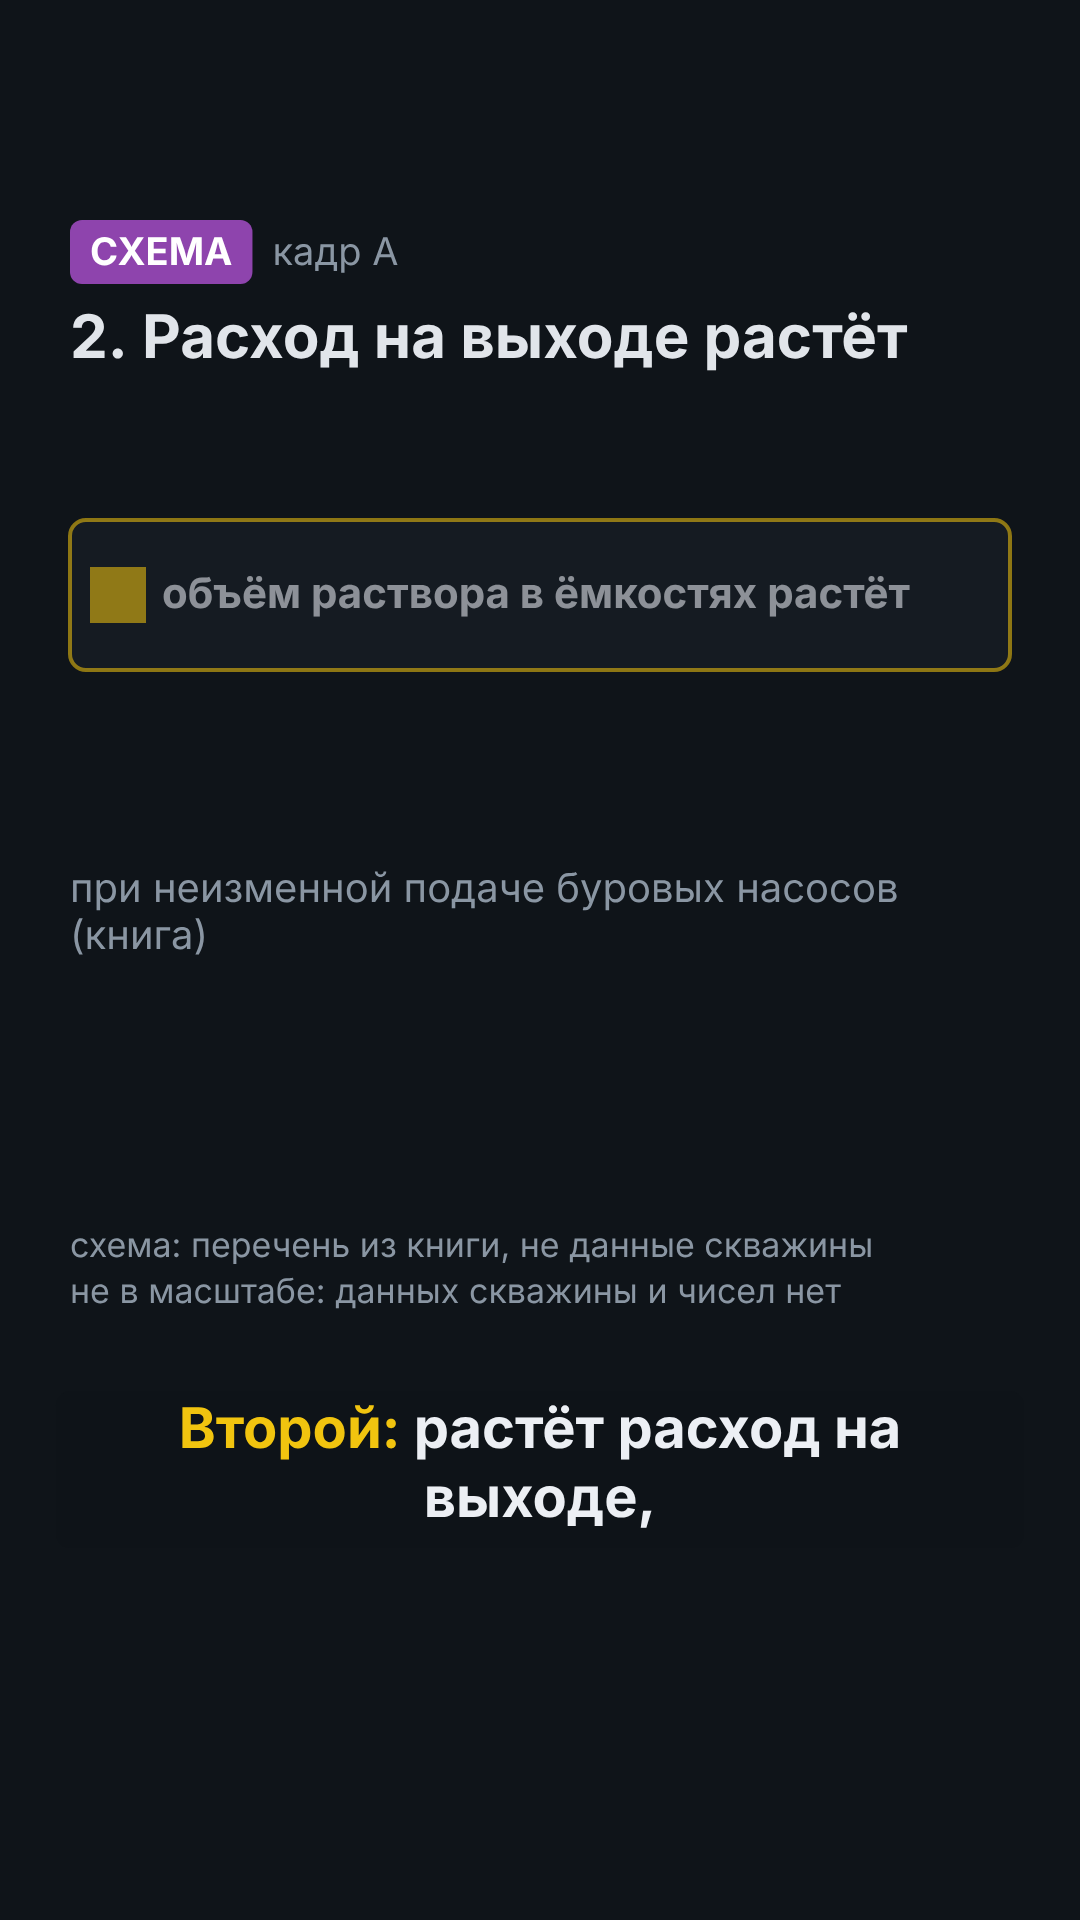 СХЕМА кадр А
2. Расход на выходе растёт
объём раствора в ёмкостях растёт
при неизменной подаче буровых насосов
(книга)
схема: перечень из книги, не данные скважины
не в масштабе: данных скважины и чисел нет
Второй: растёт расход на
выходе,